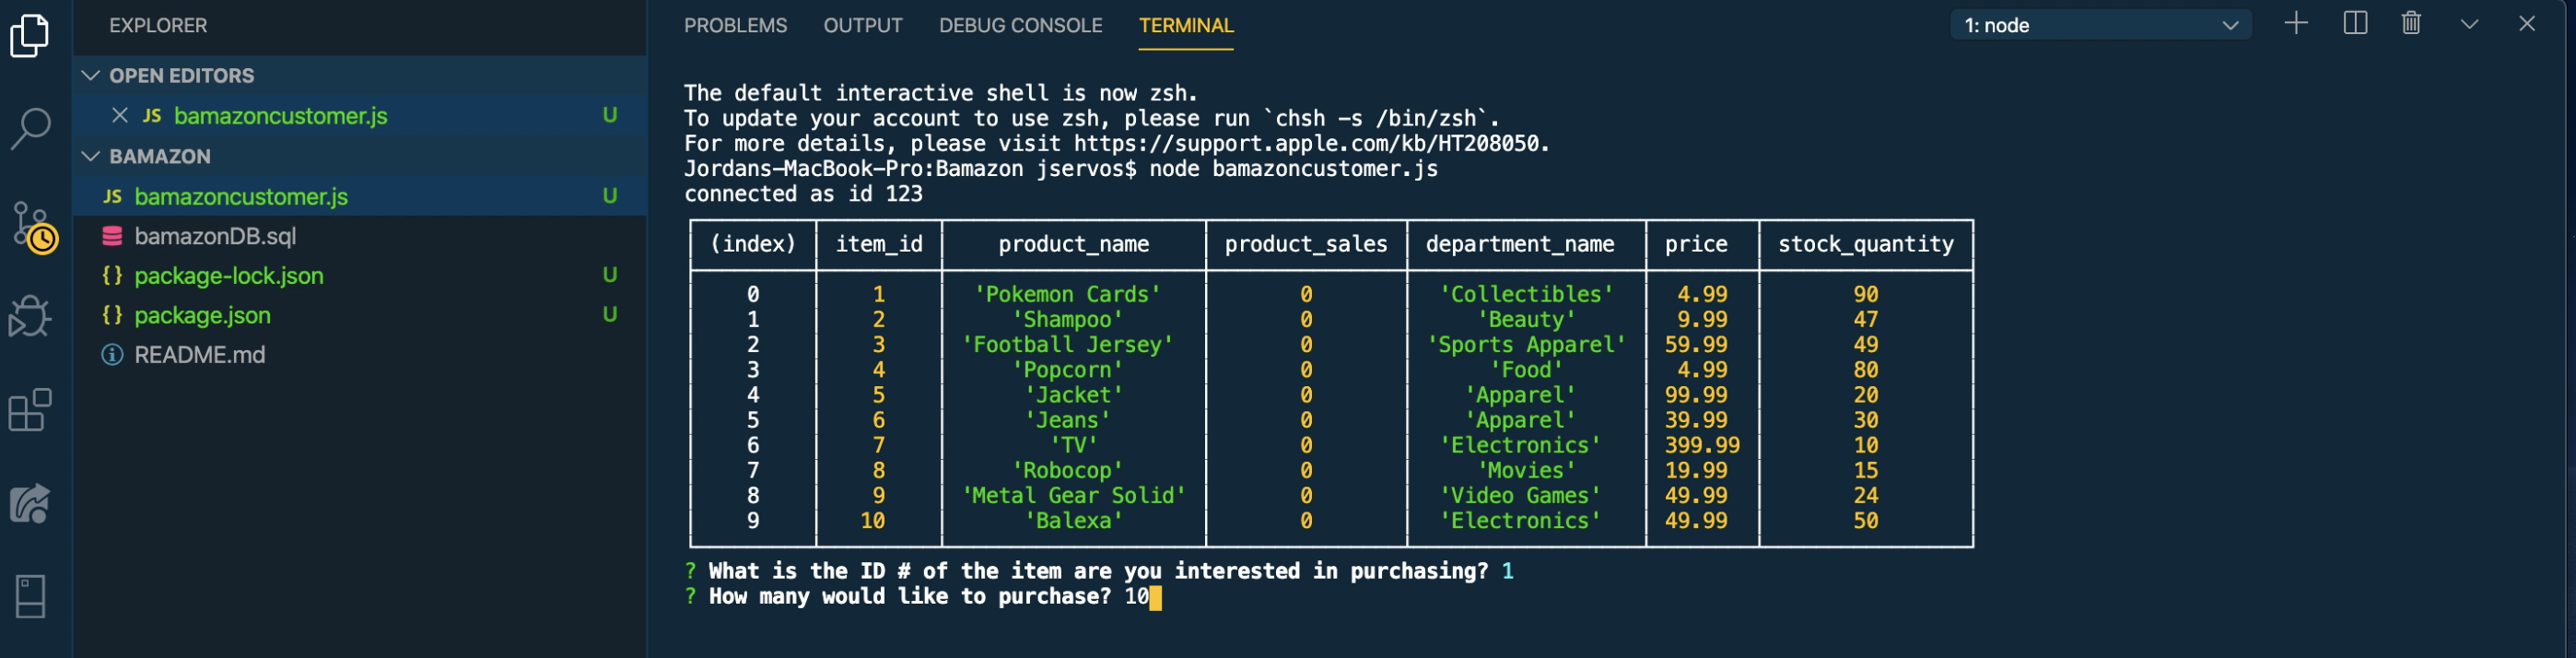 EXPLORER
OPEN EDITORS
JS bamazoncustomer.js U
BAMAZON
JS bamazoncustomer.js U
bamazonDB.sql
{} package-lock.json U
{} package.json U
README.md
PROBLEMS OUTPUT DEBUG CONSOLE TERMINAL 1: node
The default interactive shell is now zsh.
To update your account to use zsh, please run `chsh -s /bin/zsh`.
For more details, please visit https://support.apple.com/kb/HT208050.
Jordans-MacBook-Pro:Bamazon jservos$ node bamazoncustomer.js
connected as id 123
(index) item_id product_name product_sales department_name price stock_quantity
0 1 'Pokemon Cards' 0 'Collectibles' 4.99 90
1 2 'Shampoo' 0 'Beauty' 9.99 47
2 3 'Football Jersey' 0 'Sports Apparel' 59.99 49
3 4 'Popcorn' 0 'Food' 4.99 80
4 5 'Jacket' 0 'Apparel' 99.99 20
5 6 'Jeans' 0 'Apparel' 39.99 30
6 7 'TV' 0 'Electronics' 399.99 10
7 8 'Robocop' 0 'Movies' 19.99 15
8 9 'Metal Gear Solid' 0 'Video Games' 49.99 24
9 10 'Balexa' 0 'Electronics' 49.99 50
? What is the ID # of the item are you interested in purchasing? 1
? How many would like to purchase? 10